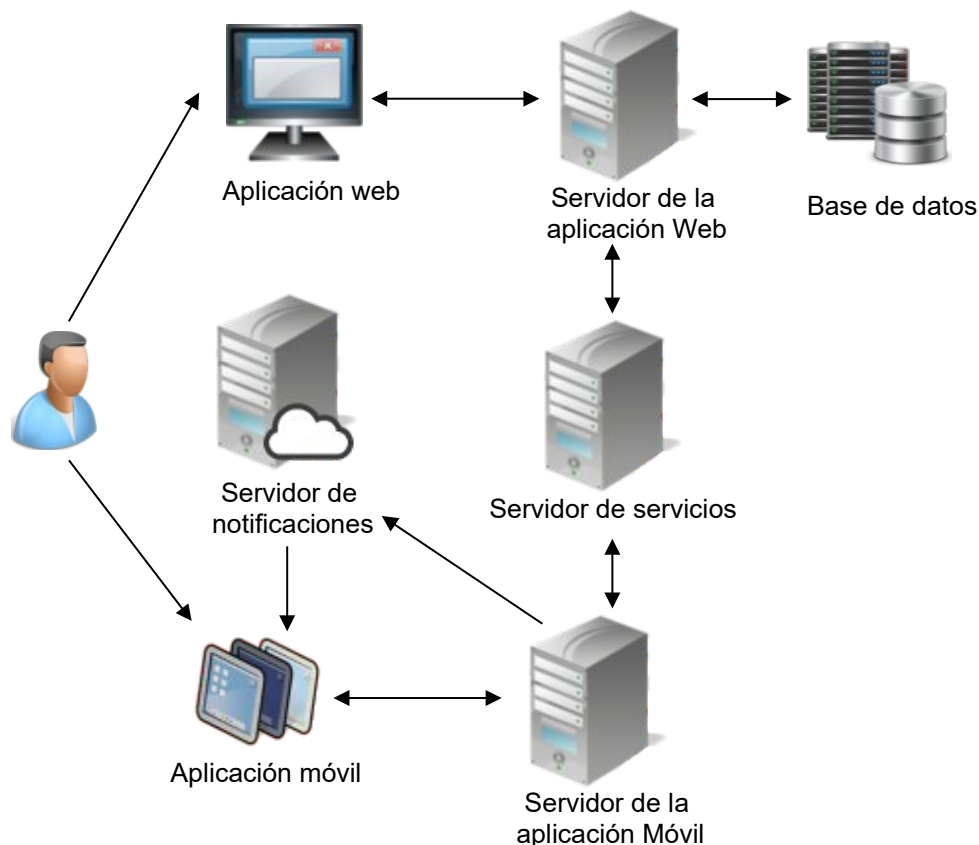 Aplicación web
Servidor de la
aplicación Web
Base de datos
Servidor de
notificaciones
Servidor de servicios
Aplicación móvil
Servidor de la
aplicación Móvil